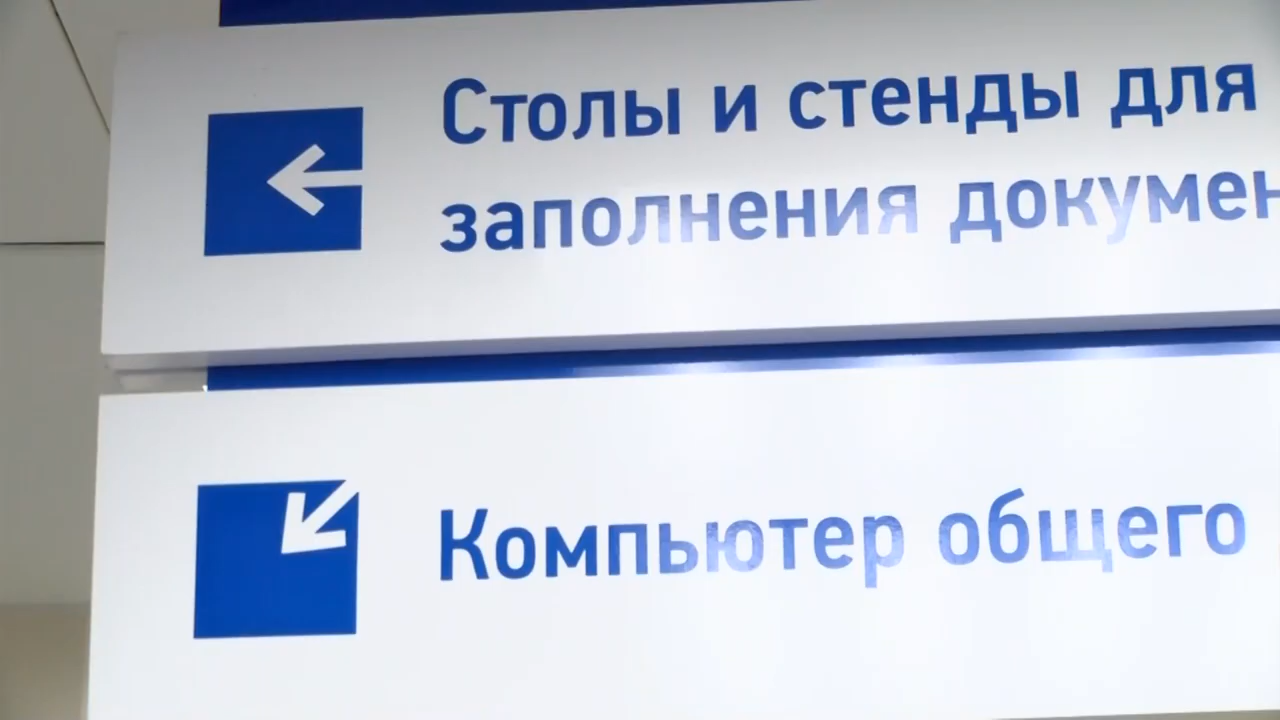 Столы и стенды для
заполнения докумен
Компьютер общего